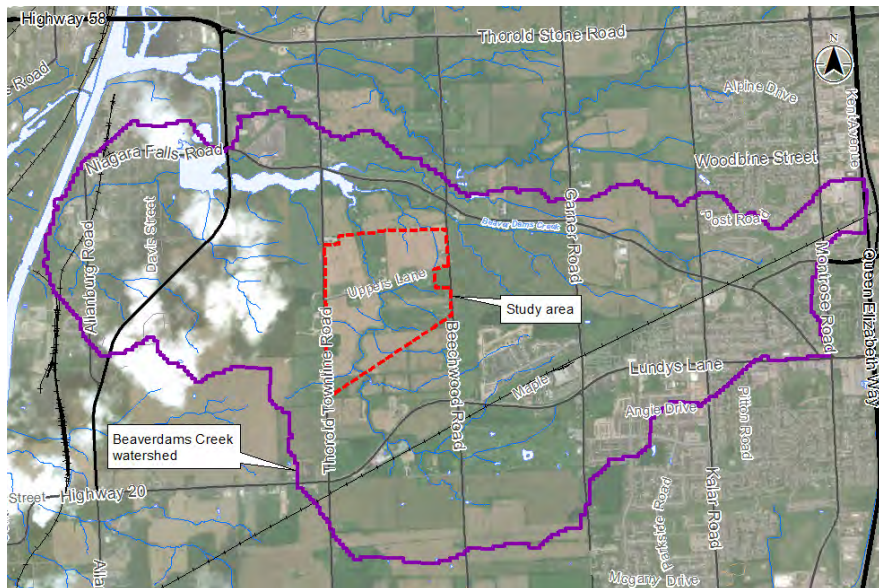 Highway 58
Thorold Stone Road
s Road
Alpine Drive
Kent Avenue
N
Niagara Falls Road
Woodbine Street
Post Road
Beaver Dams Creek
Garner Road
Davis Street
Allanburg Road
Uppers Lane
Study area
Montrose Road
Queen Elizabeth Way
Thorold Townline Road
Beechwood Road
Maple
Lundys Lane
Angie Drive
Pitton Road
Beaverdams Creek
watershed
Street
Highway 20
Kalar Road
Parkside Road
Mcgarry Drive
Alla